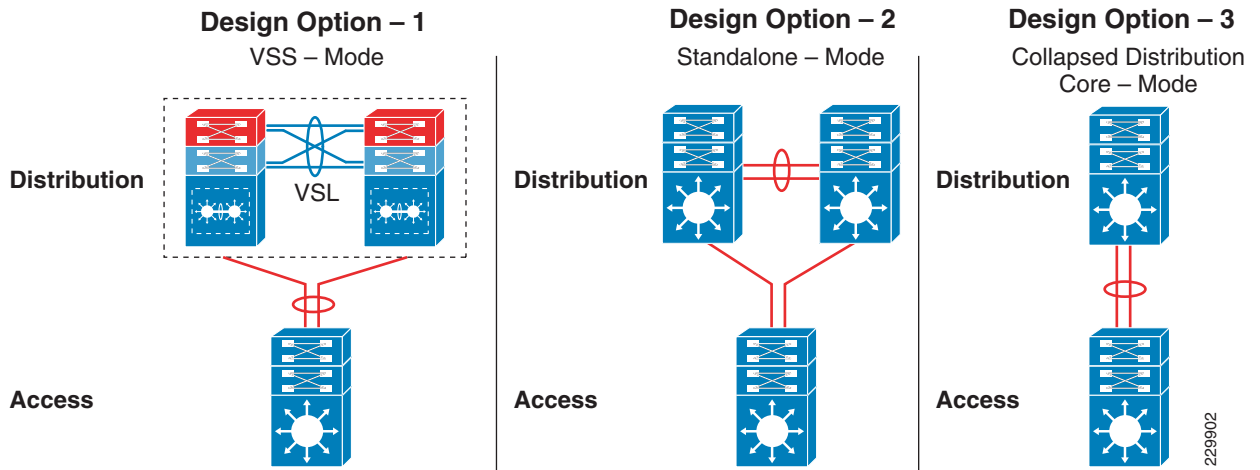 Design Option – 1
VSS – Mode
Distribution
VSL
Access
Design Option – 2
Standalone – Mode
Distribution
Access
Design Option – 3
Collapsed Distribution
Core – Mode
Distribution
Access
229902